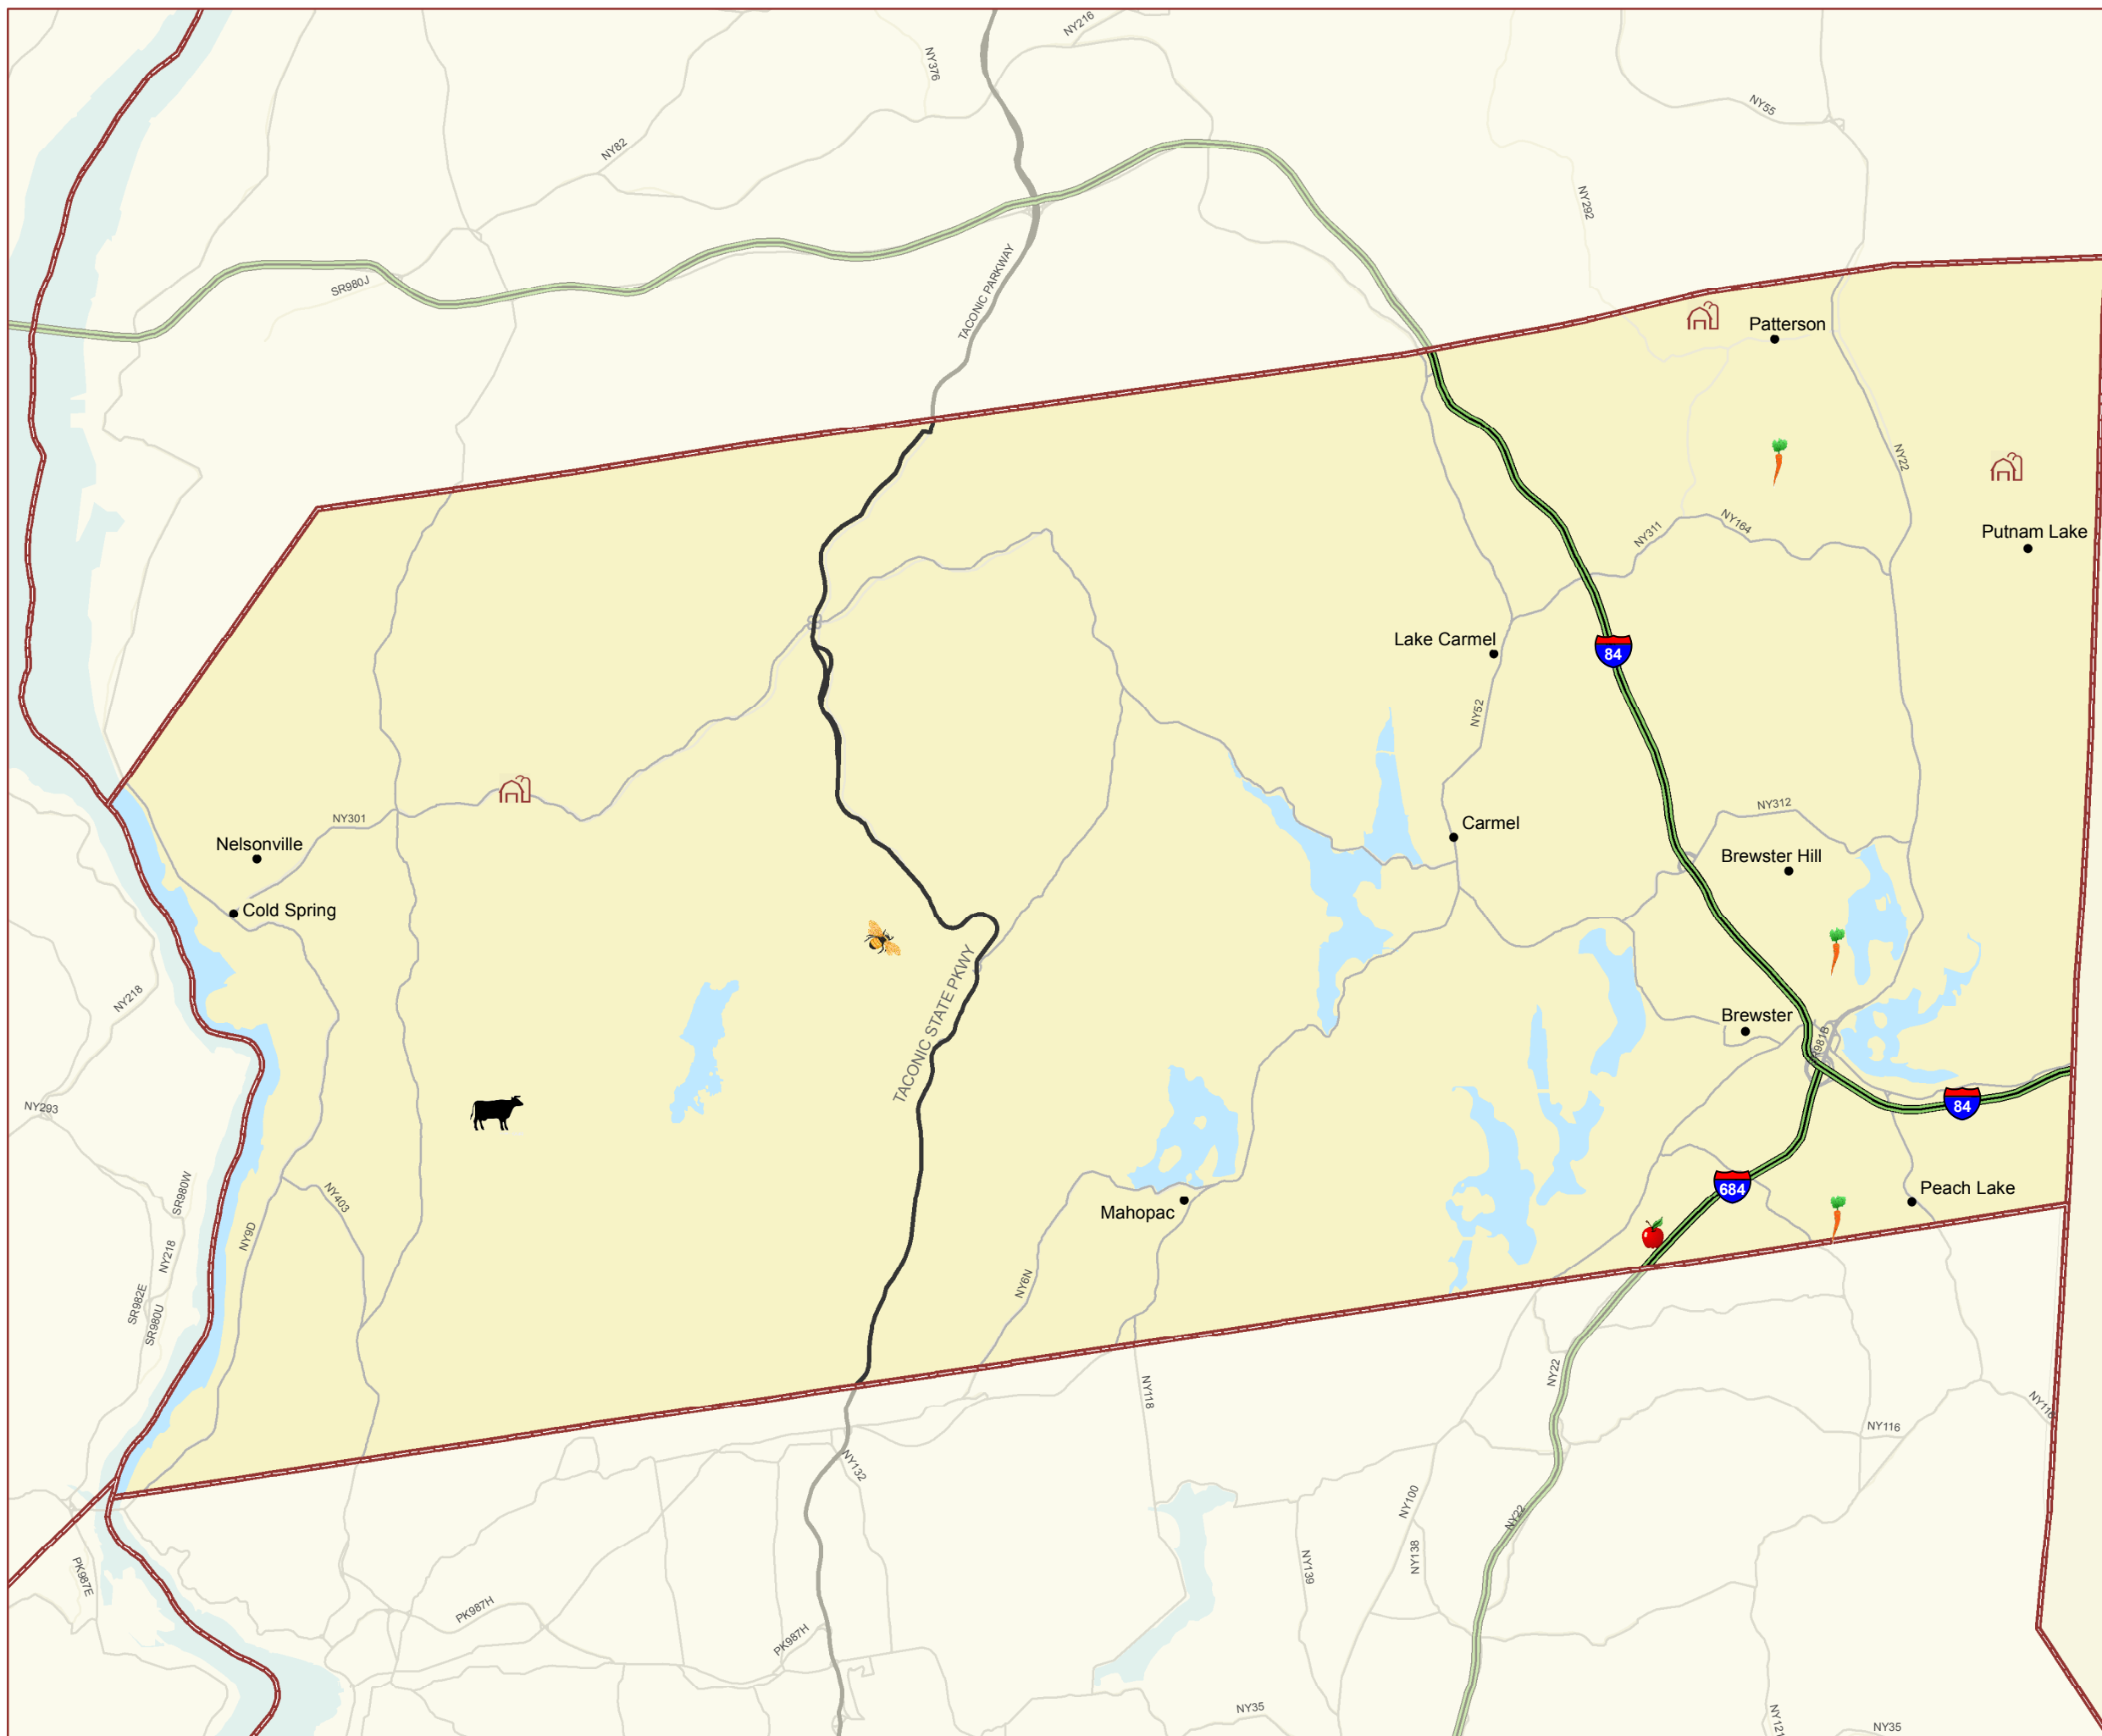 NY216
NY376
NY55
NY82
NY292
TACONIC PARKWAY
SR980J
Patterson
NY22
NY311
NY164
Putnam Lake
Lake Carmel
84
NY52
NY312
NY301
Carmel
Nelsonville
Brewster Hill
Cold Spring
TACONIC STATE PKWY
NY218
Brewster
84
NY293
684
Peach Lake
SR980W
NY403
Mahopac
NY9D
NY218
NY6N
SR982E
SR980U
NY22
NY118
NY116
NY116
NY132
NY100
NY22
NY138
NY139
PK987E
PK987H
PK987H
NY35
NY121
NY35